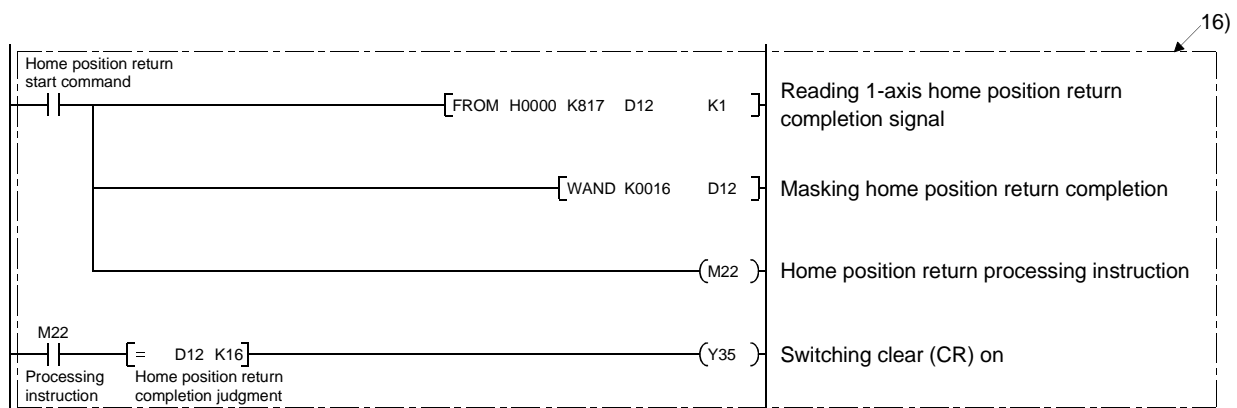 16)
Home position return
start command
FROM H0000 K817 D12 K1
Reading 1-axis home position return
completion signal
WAND K0016 D12
Masking home position return completion
M22
Home position return processing instruction
M22
= D12 K16
Y35
Switching clear (CR) on
Processing
instruction
Home position return
completion judgment